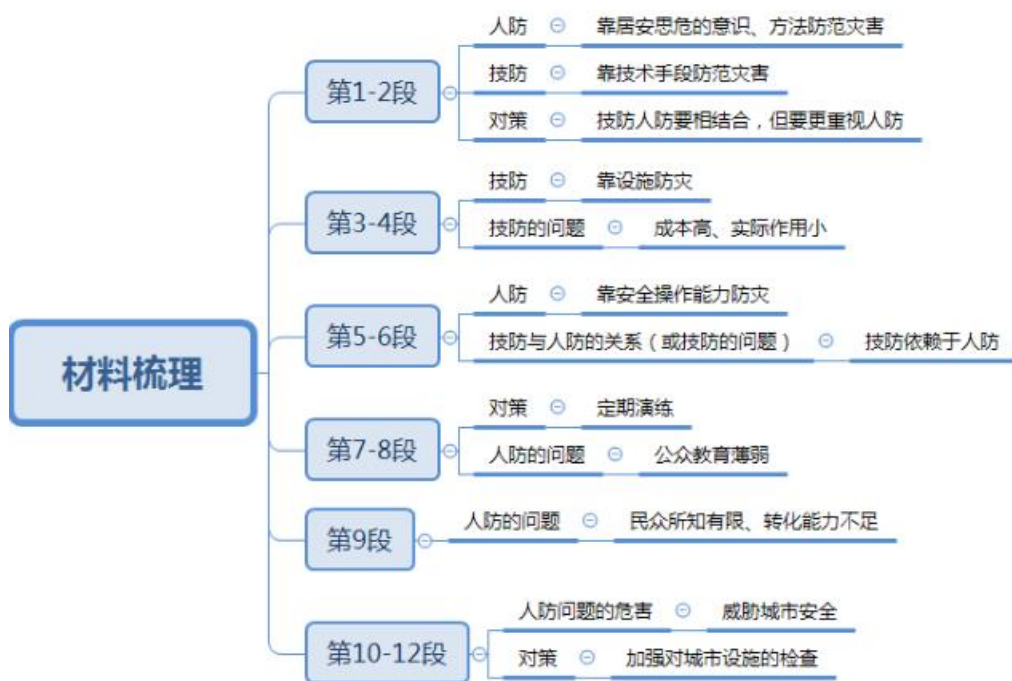 材料梳理
第1-2段
人防 靠居安思危的意识、方法防范灾害
技防 靠技术手段防范灾害
对策 技防人防要相结合，但要更重视人防
第3-4段
技防 靠设施防灾
技防的问题 成本高、实际作用小
第5-6段
人防 靠安全操作能力防灾
技防与人防的关系（或技防的问题） 技防依赖于人防
第7-8段
对策 定期演练
人防的问题 公众教育薄弱
第9段
人防的问题 民众所知有限、转化能力不足
第10-12段
人防问题的危害 威胁城市安全
对策 加强对城市设施的检查